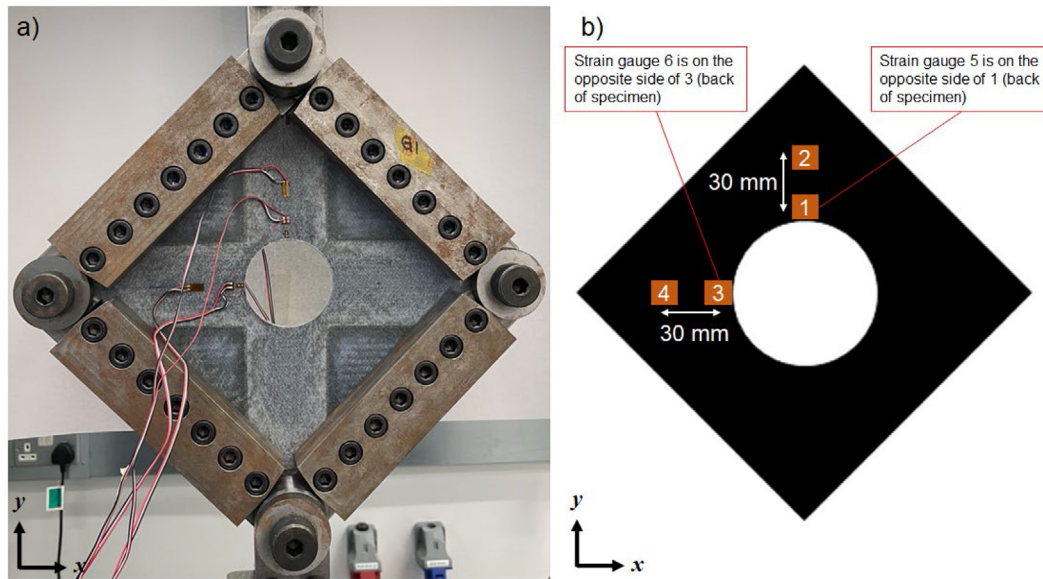 a)
y
x
b)
Strain gauge 6 is on the
opposite side of 3 (back
of specimen)
Strain gauge 5 is on the
opposite side of 1 (back
of specimen)
2
30 mm
1
4
3
30 mm
y
x